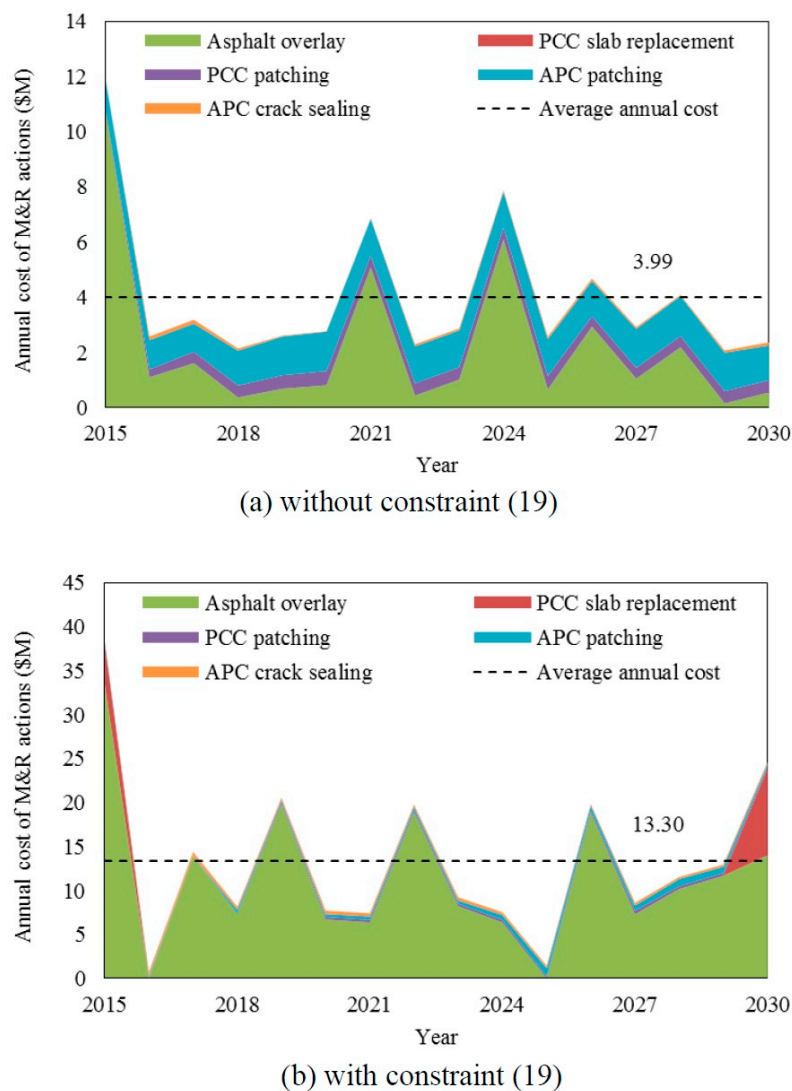 14
12
10
8
6
4
2
0
Annual cost of M&R actions ($M)
Asphalt overlay
PCC slab replacement
PCC patching
APC patching
APC crack sealing
Average annual cost
3.99
2015 2018 2021 2024 2027 2030
Year
(a) without constraint (19)
45
40
35
30
25
20
15
10
5
0
Annual cost of M&R actions ($M)
Asphalt overlay
PCC slab replacement
PCC patching
APC patching
APC crack sealing
Average annual cost
13.30
2015 2018 2021 2024 2027 2030
Year
(b) with constraint (19)